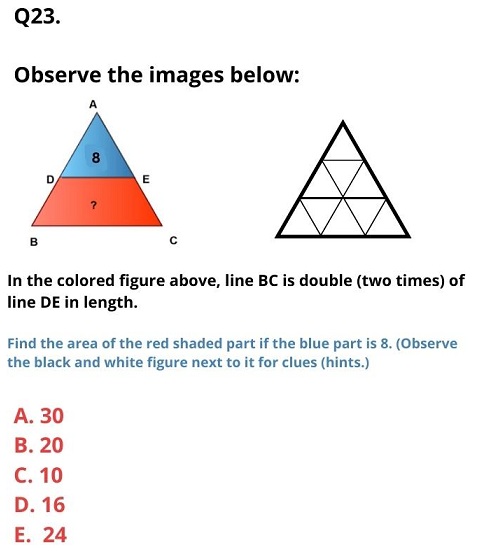 Q23.
Observe the images below:
A
8
D
E
?
B
C
In the colored figure above, line BC is double (two times) of
line DE in length.
Find the area of the red shaded part if the blue part is 8. (Observe
the black and white figure next to it for clues (hints.)
A. 30
B. 20
C. 10
D. 16
E. 24